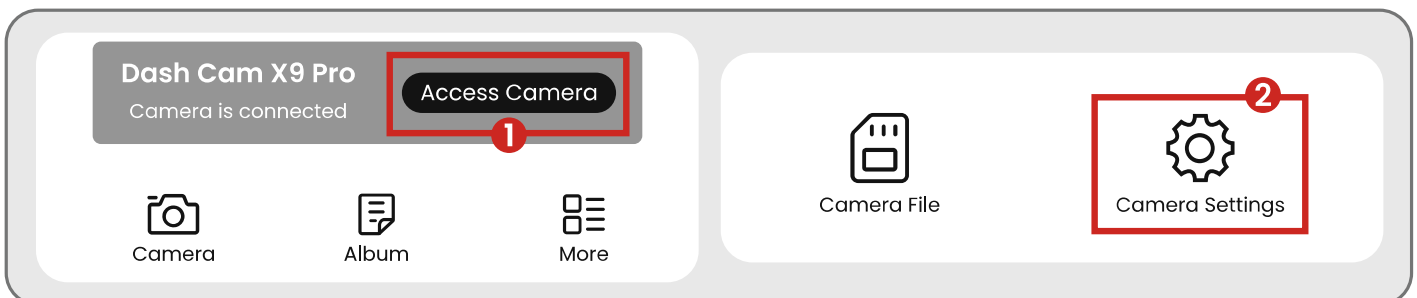 Dash Cam X9 Pro
Camera is connected
Access Camera
1
Camera
Album
More
Camera File
2
Camera Settings